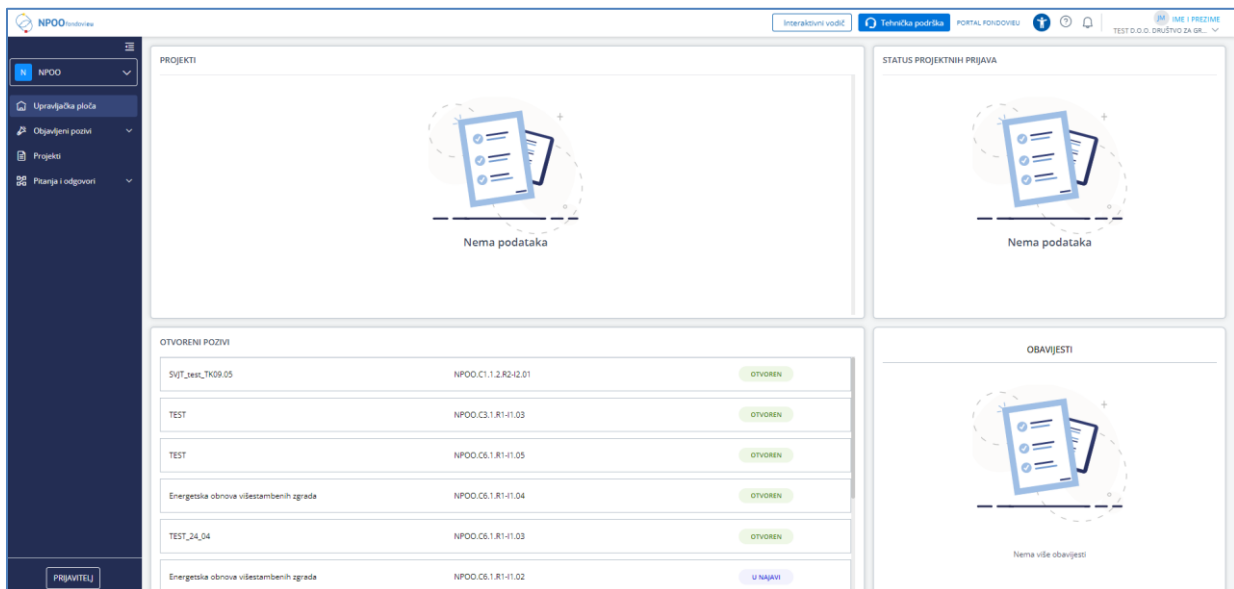 NPOO fondovieu
Interaktivni vodič
Tehnička podrška
PORTAL FONDOVIEU
JM IME I PREZIME
TEST D.O.O. DRUŠTVO ZA GR...
N NPOO
Upravljačka ploča
Objavljeni pozivi
Projekti
Pitanja i odgovori
PRIJAVITELJ
PROJEKTI
Nema podataka
STATUS PROJEKTNIH PRIJAVA
Nema podataka
OTVORENI POZIVI
SVJT_test_TK09.05 NPOO.C1.1.2.R2-I2.01 OTVOREN
TEST NPOO.C3.1.R1-I1.03 OTVOREN
TEST NPOO.C6.1.R1-I1.05 OTVOREN
Energetska obnova višestambenih zgrada NPOO.C6.1.R1-I1.04 OTVOREN
TEST_24_04 NPOO.C6.1.R1-I1.03 OTVOREN
Energetska obnova višestambenih zgrada NPOO.C6.1.R1-I1.02 U NAJAVI
OBAVIJESTI
Nema više obavijesti